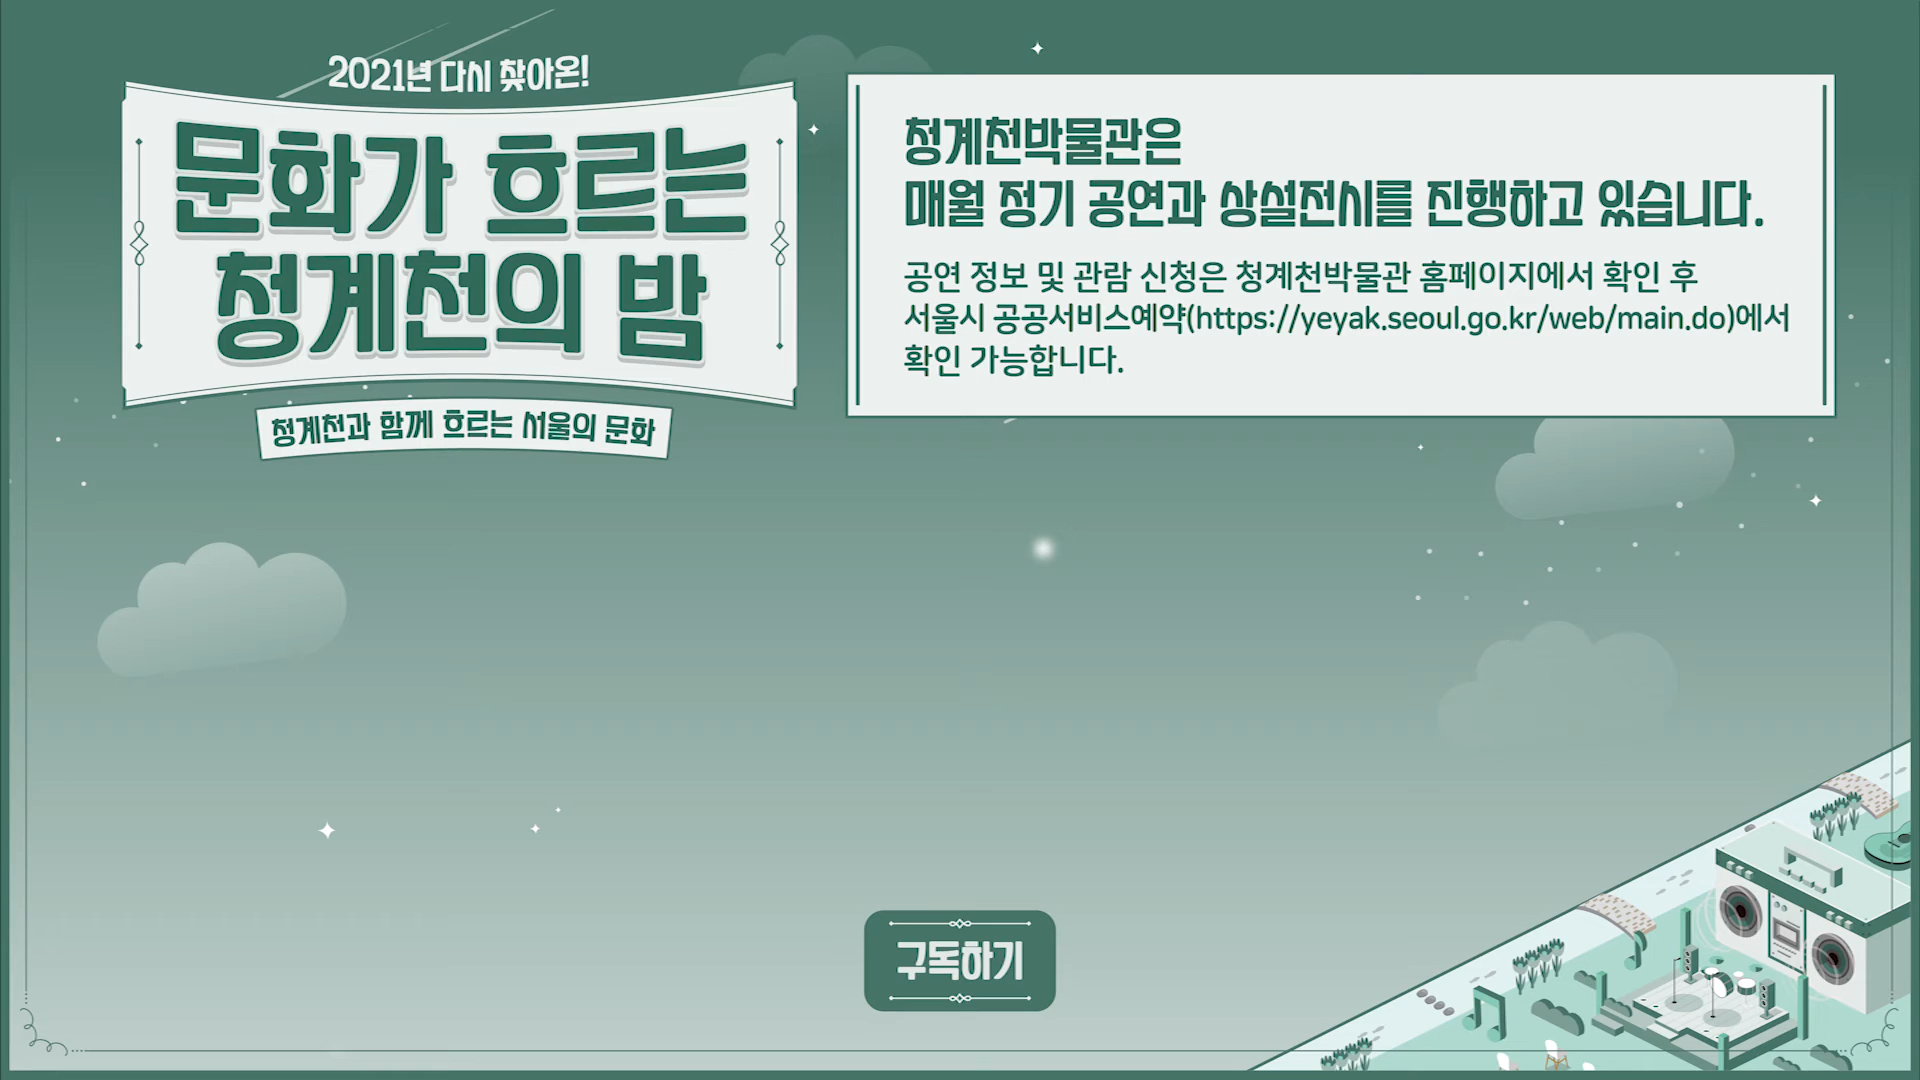 2021년 다시 찾아온!
문화가 흐르는
청계천의 밤
청계천과 함께 흐르는 서울의 문화
청계천박물관은
매월 정기 공연과 상설전시를 진행하고 있습니다.
공연 정보 및 관람 신청은 청계천박물관 홈페이지에서 확인 후
서울시 공공서비스예약(https://yeyak.seoul.go.kr/web/main.do)에서
확인 가능합니다.
구독하기